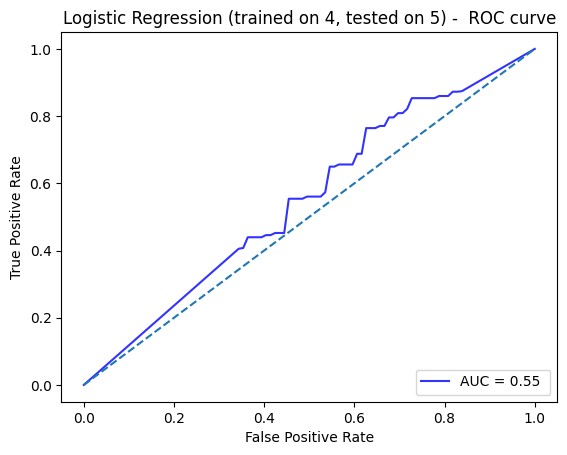 Logistic Regression (trained on 4, tested on 5) -  ROC curve
True Positive Rate
1.0
0.8
0.6
0.4
0.2
0.0
AUC = 0.55
0.0 0.2 0.4 0.6 0.8 1.0
False Positive Rate